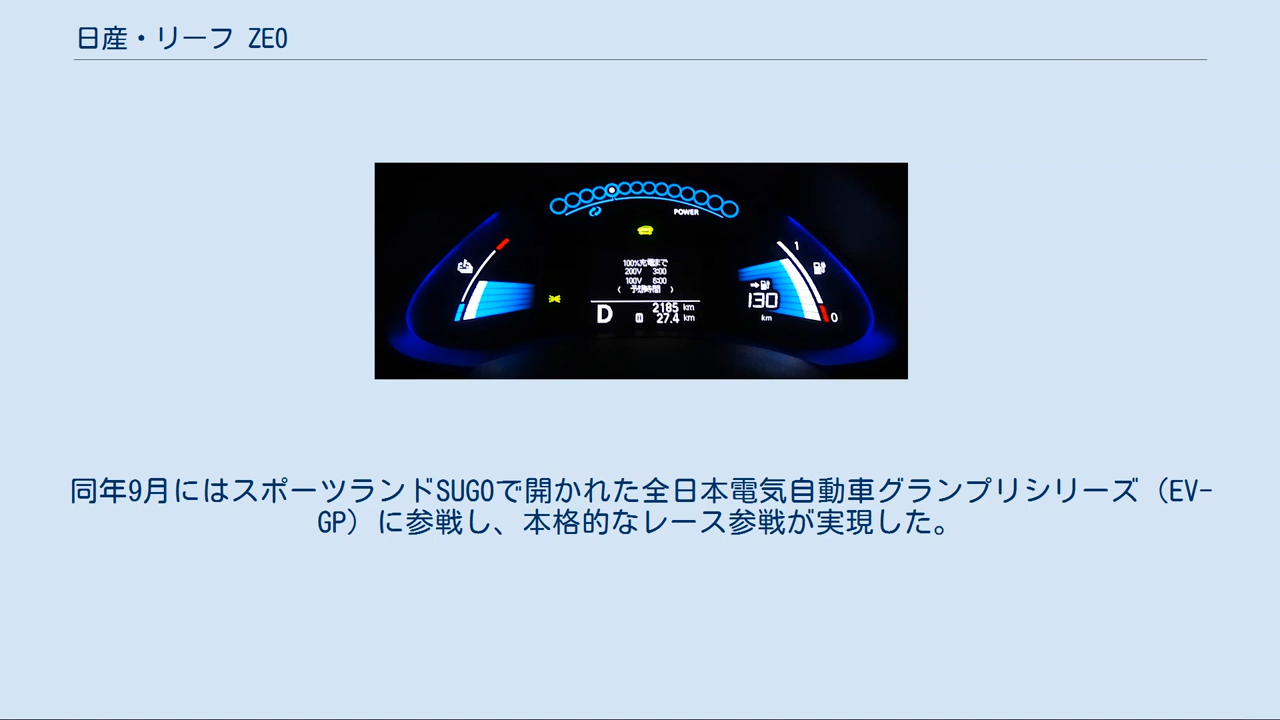 日産・リーフ ZE0
POWER
100%充電まで
200V 3:00
100V 6:00
( 予想時間 )
D
2185 km
27.4 km
1
130
km
0
同年9月にはスポーツランドSUGOで開かれた全日本電気自動車グランプリシリーズ（EV-
GP）に参戦し、本格的なレース参戦が実現した。